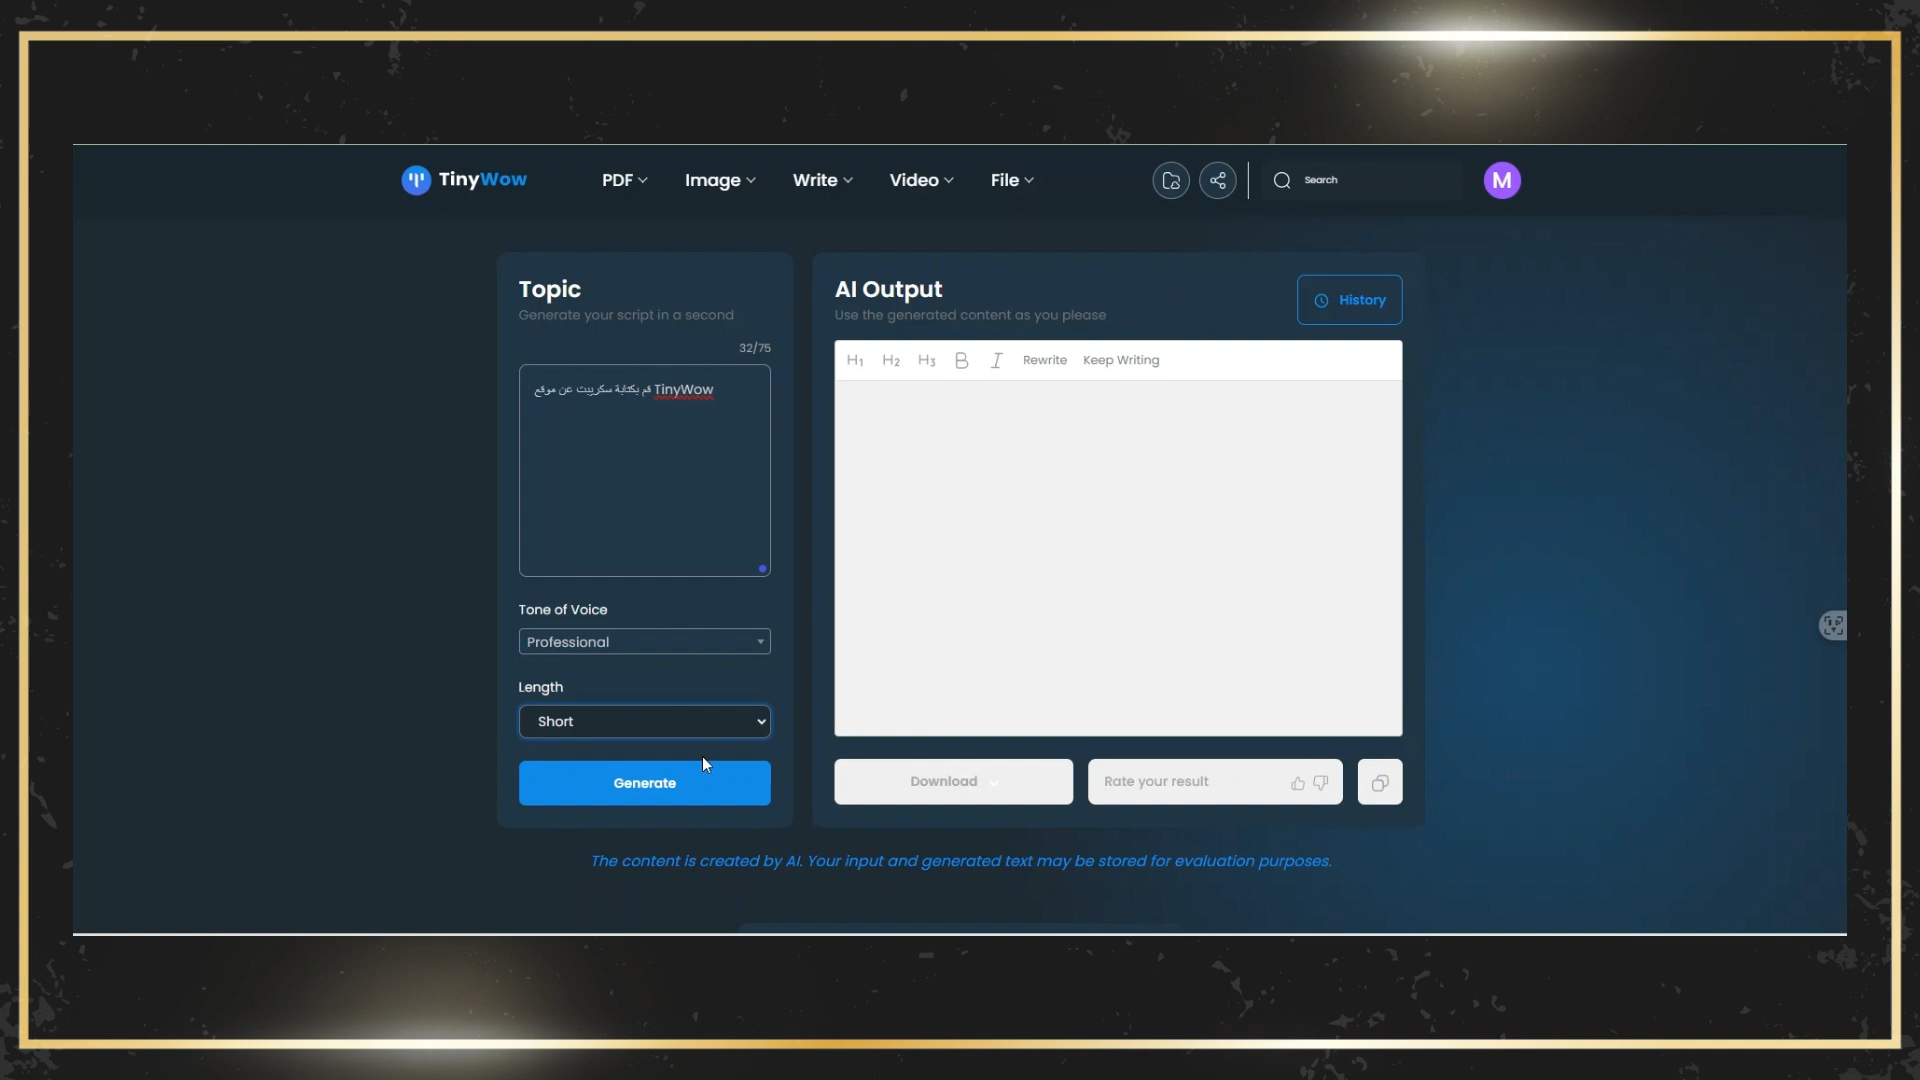 TinyWow
PDF
Image
Write
Video
File
Search
M
Topic
Generate your script in a second
32/75
قم بكتابة سكريبت عن موقع TinyWow
Tone of Voice
Professional
Length
Short
Generate
AI Output
Use the generated content as you please
History
H1 H2 H3 B I Rewrite Keep Writing
Download
Rate your result
The content is created by AI. Your input and generated text may be stored for evaluation purposes.